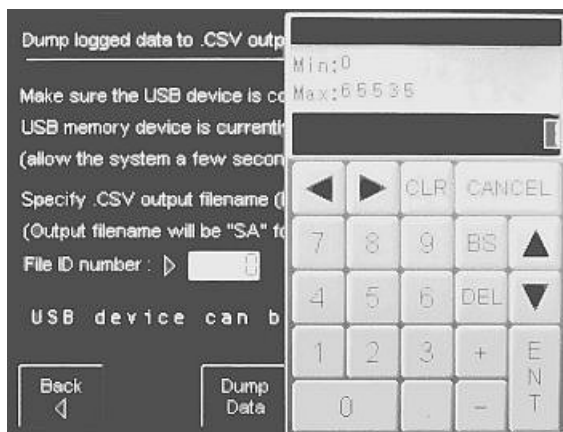 Dump logged data to .CSV outp
Make sure the USB device is co
USB memory device is currentl
(allow the system a few secon
Specify .CSV output filename (
(Output filename will be "SA" fo
File ID number : 0
USB device can b
Back
Dump
Data
Min:0
Max:65535
CLR CANCEL
7 8 9 BS
4 5 6 DEL
1 2 3 +
0 . -
ENT